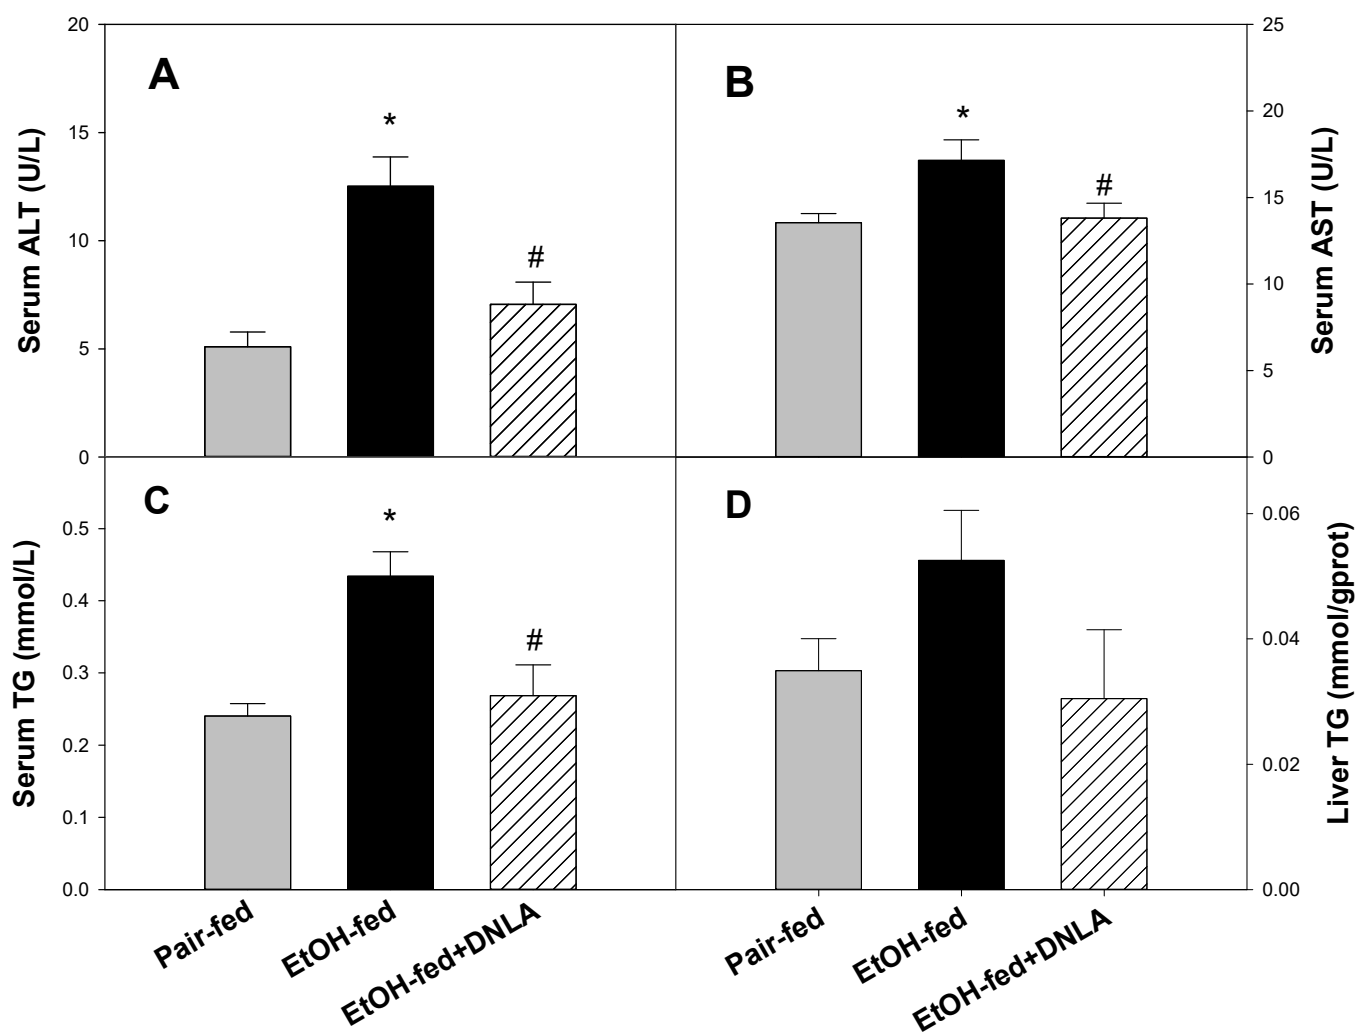 A
Serum ALT (U/L)
20
15
10
5
0
*
#
B
Serum AST (U/L)
25
20
15
10
5
0
*
#
C
Serum TG (mmol/L)
0.5
0.4
0.3
0.2
0.1
0.0
*
#
Pair-fed
EtOH-fed
EtOH-fed+DNLA
D
Liver TG (mmol/gprot)
0.06
0.04
0.02
0.00
Pair-fed
EtOH-fed
EtOH-fed+DNLA